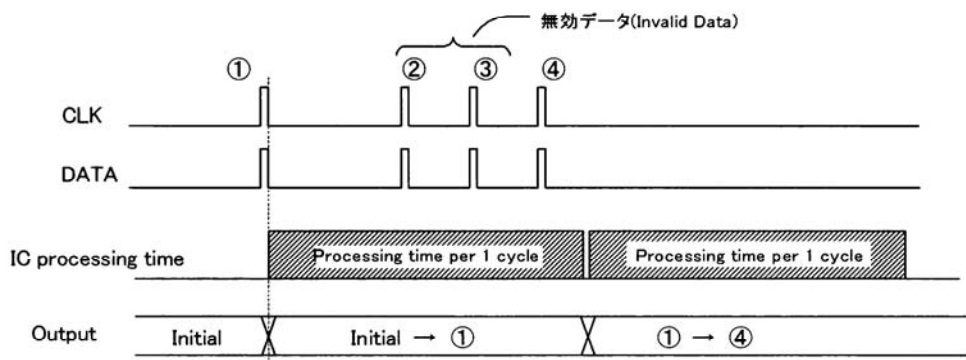 無効データ(Invalid Data)
① ② ③ ④
CLK
DATA
IC processing time
Processing time per 1 cycle
Processing time per 1 cycle
Output
Initial
Initial → ①
① → ④